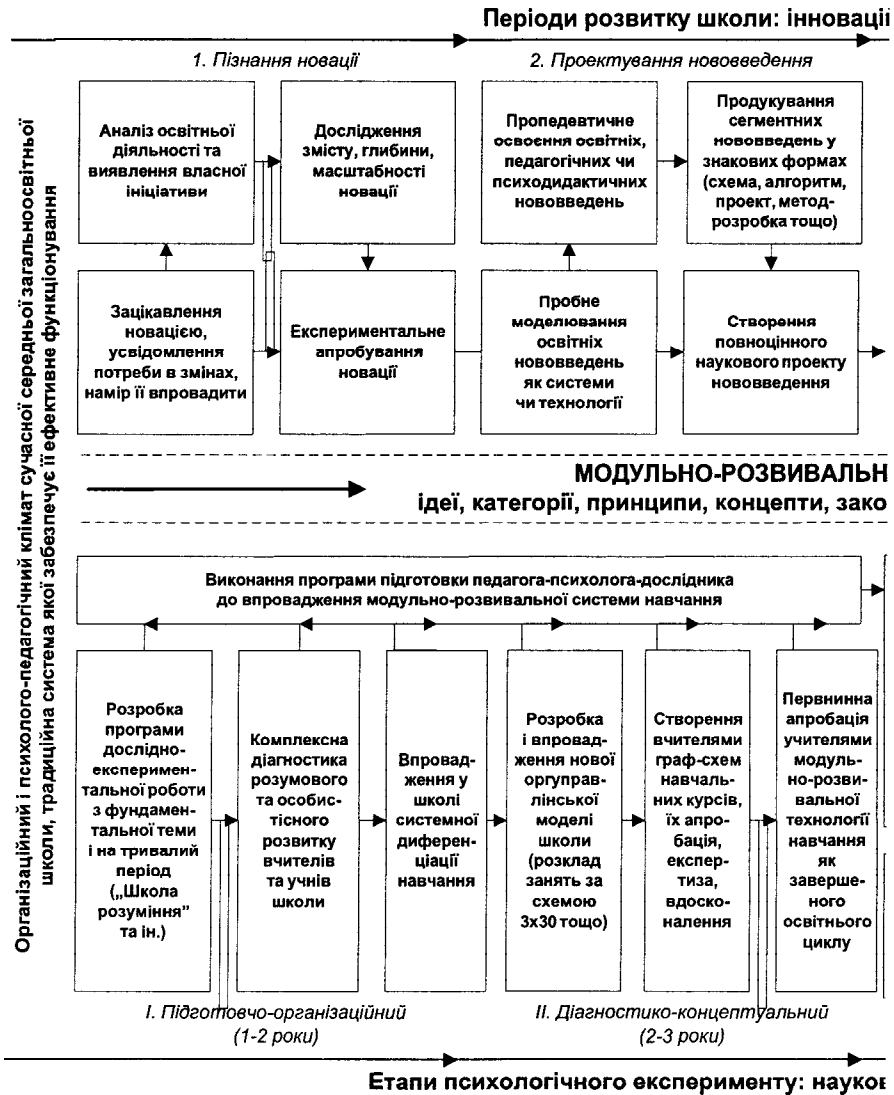 Періоди розвитку школи: інновації
1. Пізнання новації
2. Проектування нововведення
Організаційний і психолого-педагогічний клімат сучасної середньої загальноосвітньої
школи, традиційна система якої забезпечує її ефективне функціонування
Аналіз освітньої
діяльності та
виявлення власної
ініціативи
Дослідження
змісту, глибини,
масштабності
новації
Пропедевтичне
освоєння освітніх,
педагогічних чи
психодидактичних
нововведень
Продукування
сегментних
нововведень у
знакових формах
(схема, алгоритм,
проект, метод-
розробка тощо)
Зацікавлення
новацією,
усвідомлення
потреби в змінах,
намір її впровадити
Експериментальне
апробування
новації
Пробне
моделювання
освітніх
нововведень
як системи
чи технології
Створення
повноцінного
наукового проекту
нововведення
МОДУЛЬНО-РОЗВИВАЛЬН
ідеї, категорії, принципи, концепти, зако
Виконання програми підготовки педагога-психолога-дослідника
до впровадження модульно-розвивальної системи навчання
Розробка
програми
дослідно-
експеримен-
тальної роботи
з фундамен-
тальної теми
і на тривалий
період
(„Школа
розуміння”
та ін.)
Комплексна
діагностика
розумового
та особис-
тісного
розвитку
вчителів
та учнів
школи
Впровад-
ження у
школі
системної
диферен-
ціації
навчання
Розробка
і впровад-
ження нової
оргуправ-
лінської
моделі
школи
(розклад
занять за
схемою
3х30 тощо)
Створення
вчителями
граф-схем
навчаль-
них курсів,
їх апро-
бація,
експер-
тиза,
вдоско-
налення
Первнинна
апробація
учителями
модуль-
но-розви-
вальної
технології
навчання
як
заверше-
ного
освітнього
циклу
І. Підготовчо-організаційний
(1-2 роки)
ІІ. Діагностико-концептуальний
(2-3 роки)
Етапи психологічного експерименту: науков